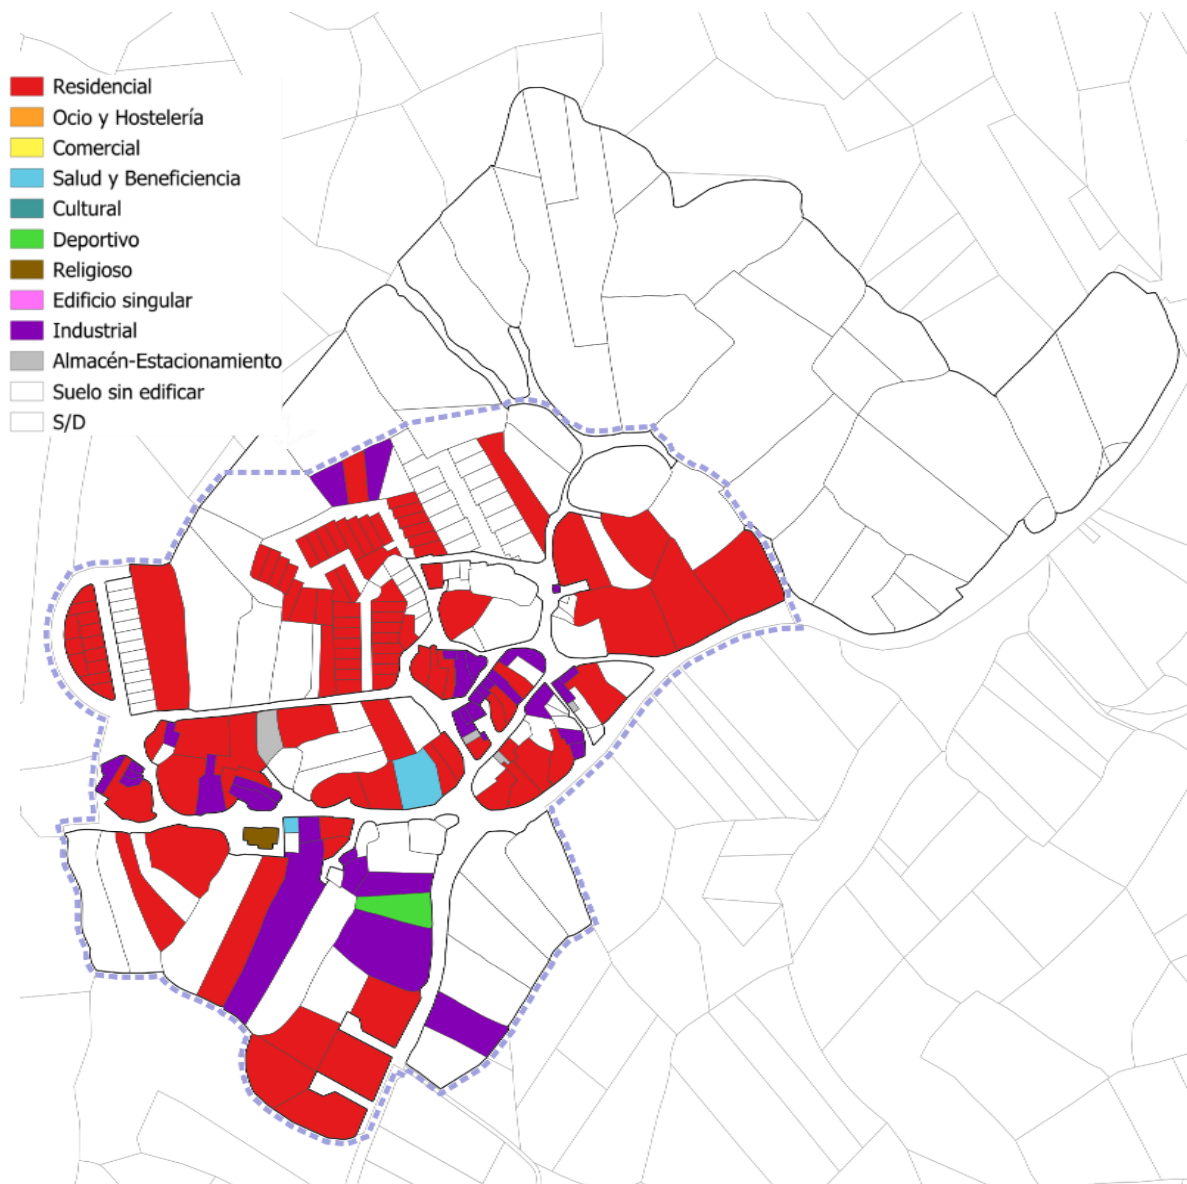 Residencial
Ocio y Hostelería
Comercial
Salud y Beneficiencia
Cultural
Deportivo
Religioso
Edificio singular
Industrial
Almacén-Estacionamiento
Suelo sin edificar
S/D